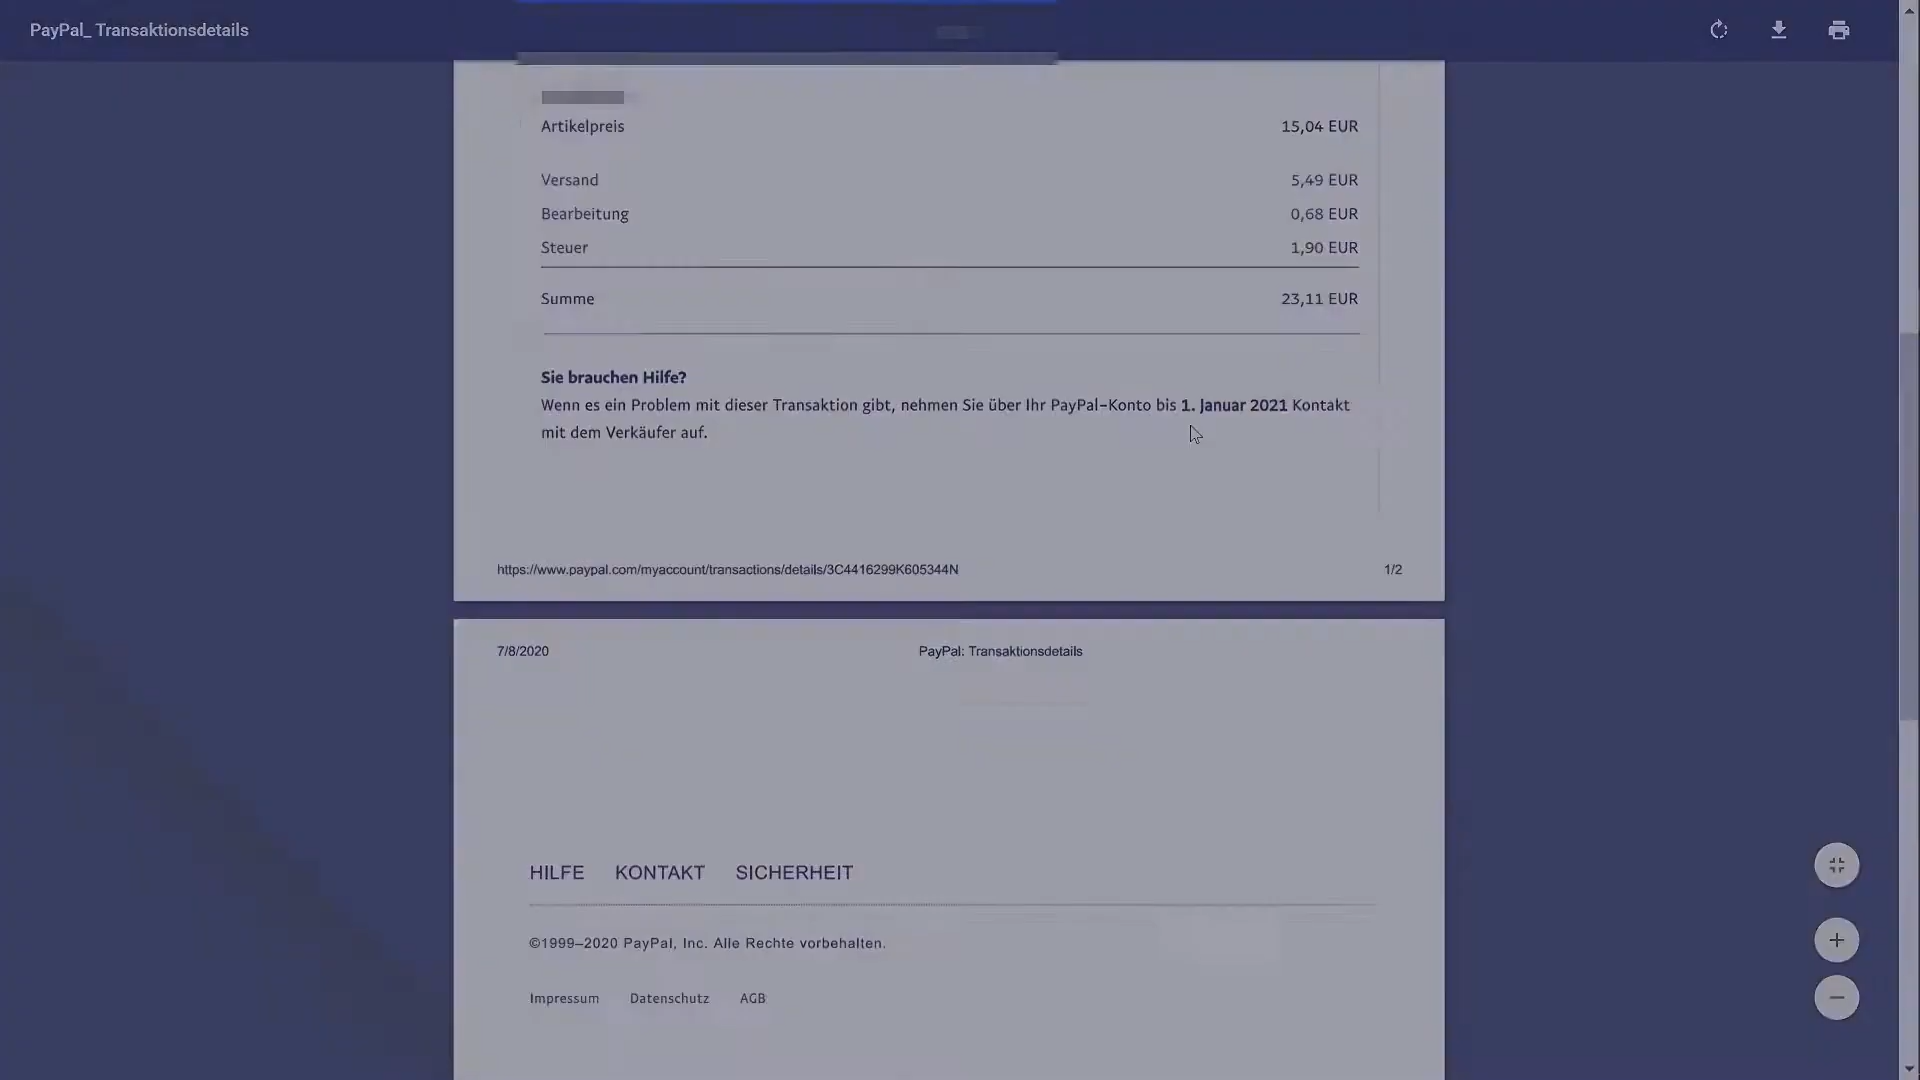 PayPal_ Transaktionsdetails
Artikelpreis 15,04 EUR
Versand 5,49 EUR
Bearbeitung 0,68 EUR
Steuer 1,90 EUR
Summe 23,11 EUR
Sie brauchen Hilfe?
Wenn es ein Problem mit dieser Transaktion gibt, nehmen Sie über Ihr PayPal-Konto bis 1. Januar 2021 Kontakt
mit dem Verkäufer auf.
https://www.paypal.com/myaccount/transactions/details/3C4416299K605344N 1/2
7/8/2020 PayPal: Transaktionsdetails
HILFE KONTAKT SICHERHEIT
©1999–2020 PayPal, Inc. Alle Rechte vorbehalten.
Impressum Datenschutz AGB